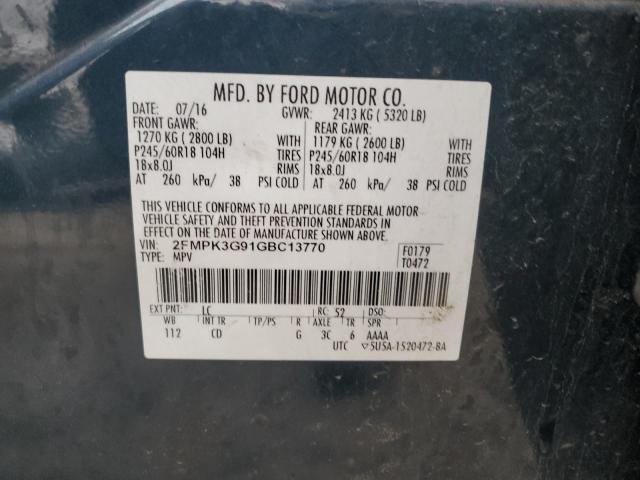 MFD. BY FORD MOTOR CO.
DATE: 07/16 GVWR: 2413 KG ( 5320 LB)
FRONT GAWR: REAR GAWR:
1270 KG ( 2800 LB) WITH 1179 KG ( 2600 LB) WITH
P245/60R18 104H TIRES P245/60R18 104H TIRES
18x8.0J RIMS 18x8.0J RIMS
AT 260 kPa/ 38 PSI COLD AT 260 kPa/ 38 PSI COLD
THIS VEHICLE CONFORMS TO ALL APPLICABLE FEDERAL MOTOR
VEHICLE SAFETY AND THEFT PREVENTION STANDARDS IN
EFFECT ON THE DATE OF MANUFACTURE SHOWN ABOVE.
VIN: 2FMPK3G91GBC13770 F0179
TYPE: MPV T0472
EXT PNT: LC RC: 52 DSO:
WB INT TR TP/PS R AXLE TR SPR
112 CD G 3C 6 AAAA
UTC ▽5U5A-1520472-BA